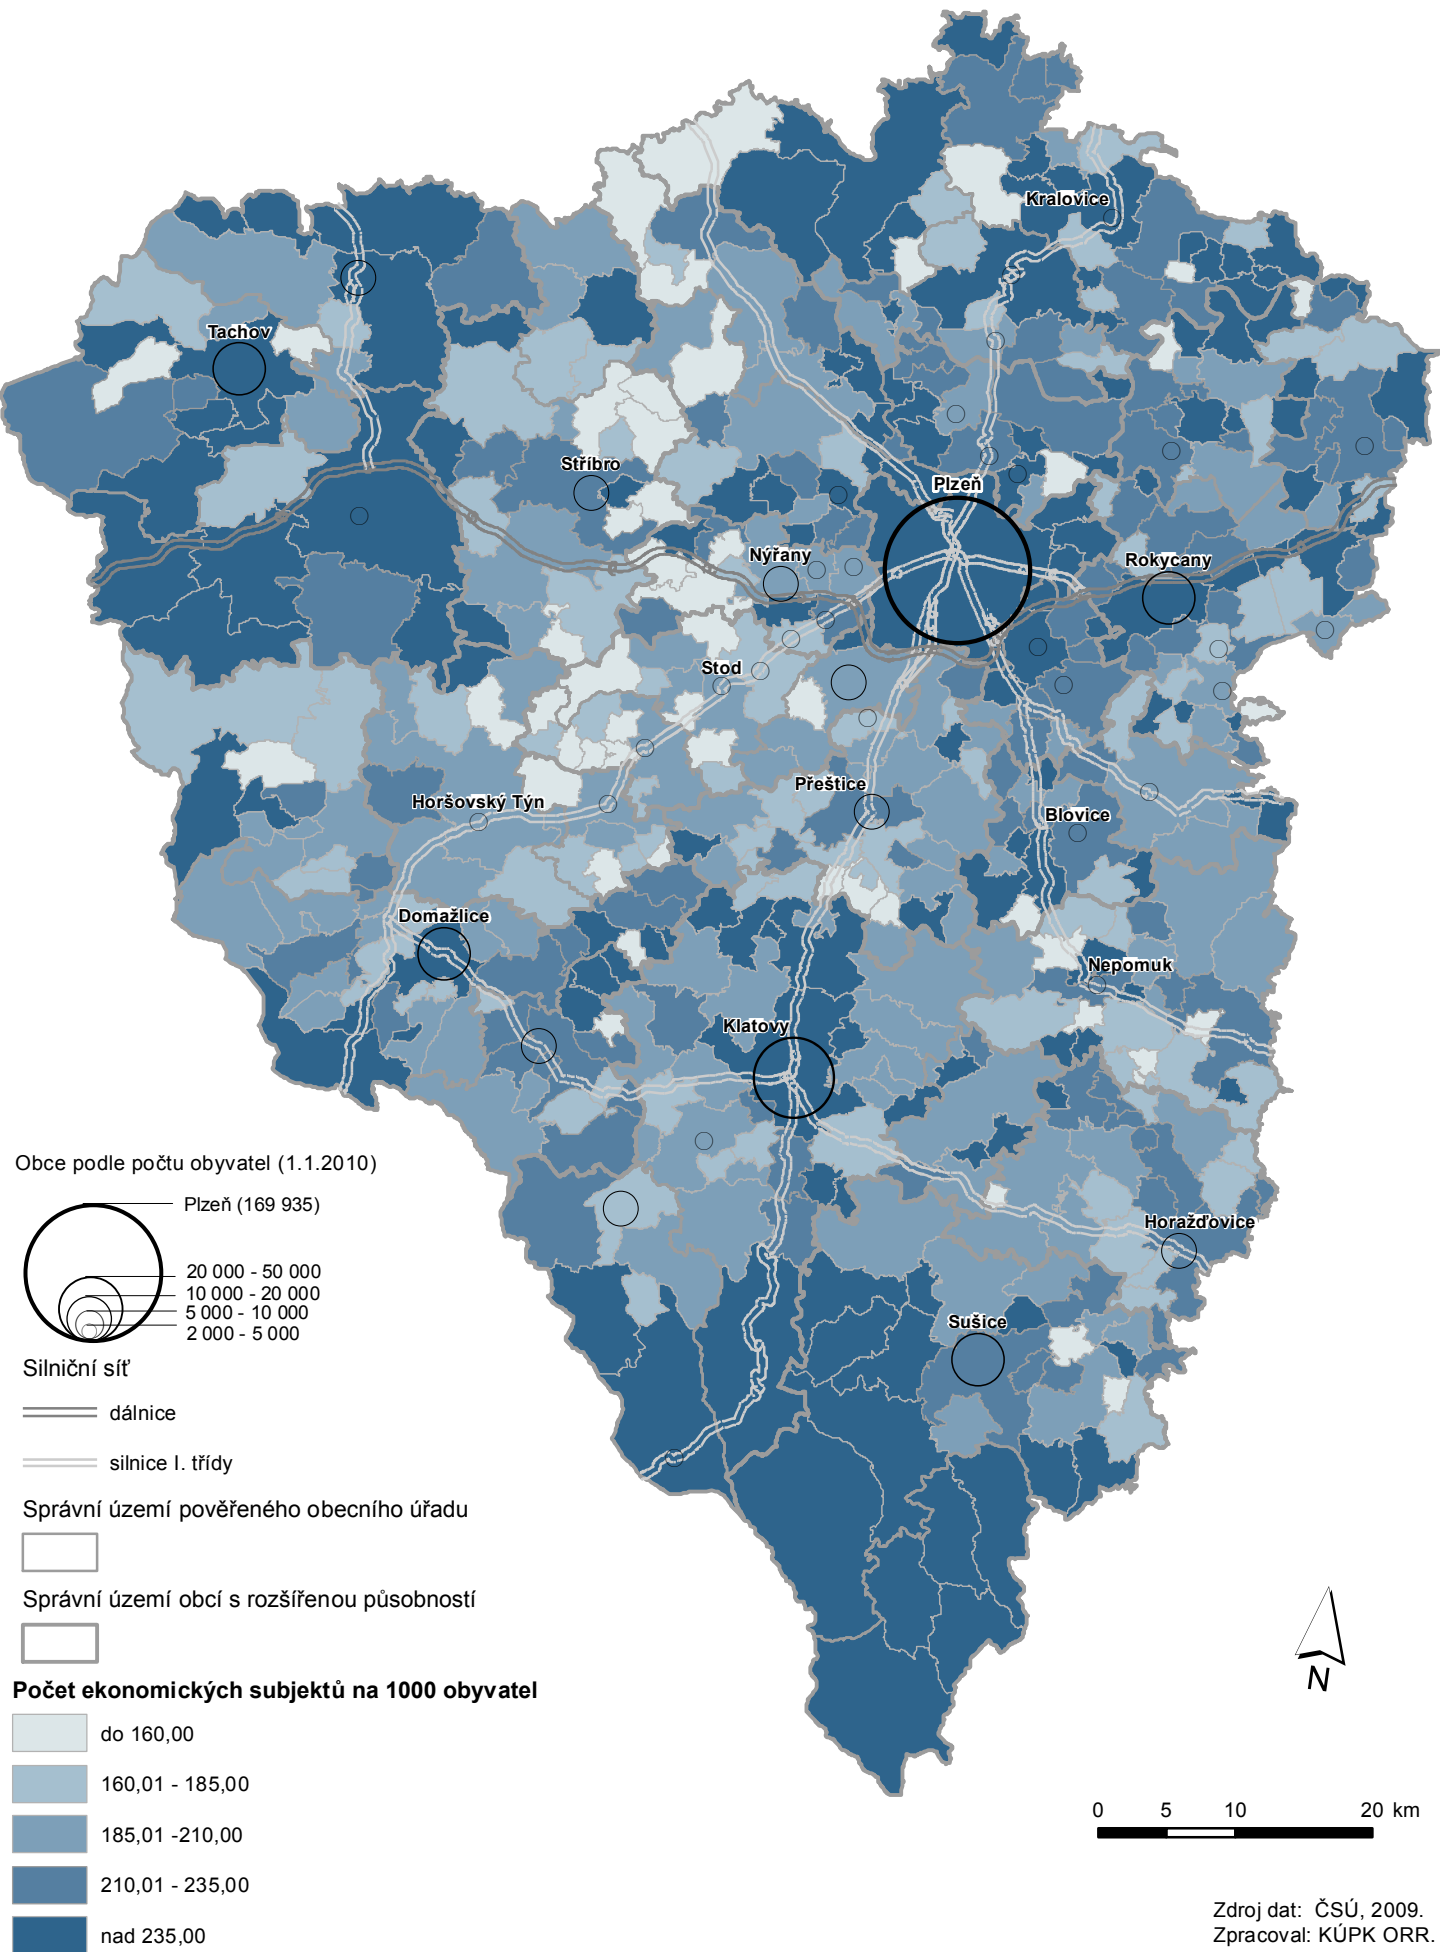 Kralovice
Tachov
Stříbro
Plzeň
Nýřany
Rokycany
Stod
Přeštice
Horšovský Týn
Blovice
Domažlice
Nepomuk
Klatovy
Horažďovice
Sušice
Obce podle počtu obyvatel (1.1.2010)
Plzeň (169 935)
20 000 - 50 000
10 000 - 20 000
5 000 - 10 000
2 000 - 5 000
Silniční síť
dálnice
silnice I. třídy
Správní území pověřeného obecního úřadu
Správní území obcí s rozšířenou působností
Počet ekonomických subjektů na 1000 obyvatel
do 160,00
160,01 - 185,00
185,01 -210,00
210,01 - 235,00
nad 235,00
N
0 5 10 20 km
Zdroj dat: ČSÚ, 2009.
Zpracoval: KÚPK ORR.